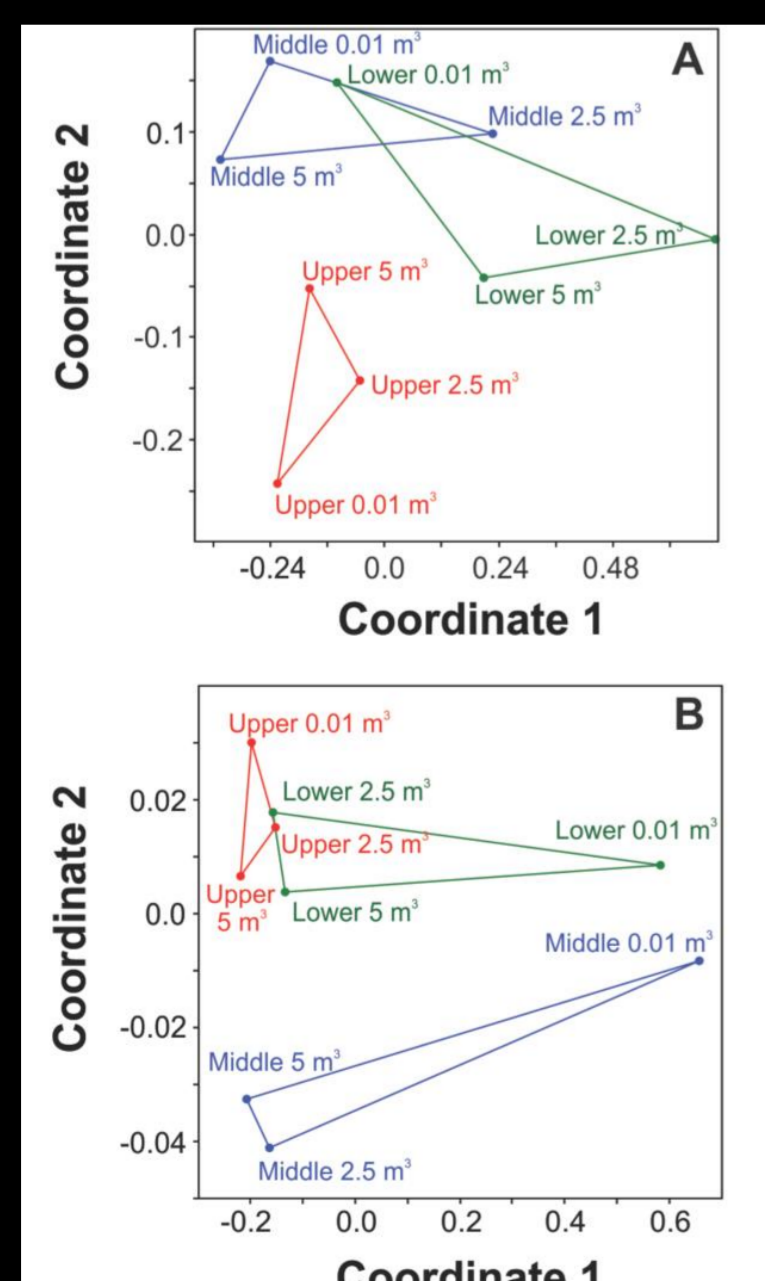 A
Middle 0.01 m³
Lower 0.01 m³
Middle 2.5 m³
Middle 5 m³
Lower 2.5 m³
Upper 5 m³
Lower 5 m³
Upper 2.5 m³
Upper 0.01 m³
Coordinate 2
0.1
0.0
-0.1
-0.2
-0.24 0.0 0.24 0.48
Coordinate 1
B
Upper 0.01 m³
Lower 2.5 m³
Lower 0.01 m³
Upper 2.5 m³
Upper
5 m³
Lower 5 m³
Middle 0.01 m³
Middle 5 m³
Middle 2.5 m³
Coordinate 2
0.02
0.0
-0.02
-0.04
-0.2 0.0 0.2 0.4 0.6
Coordinate 1